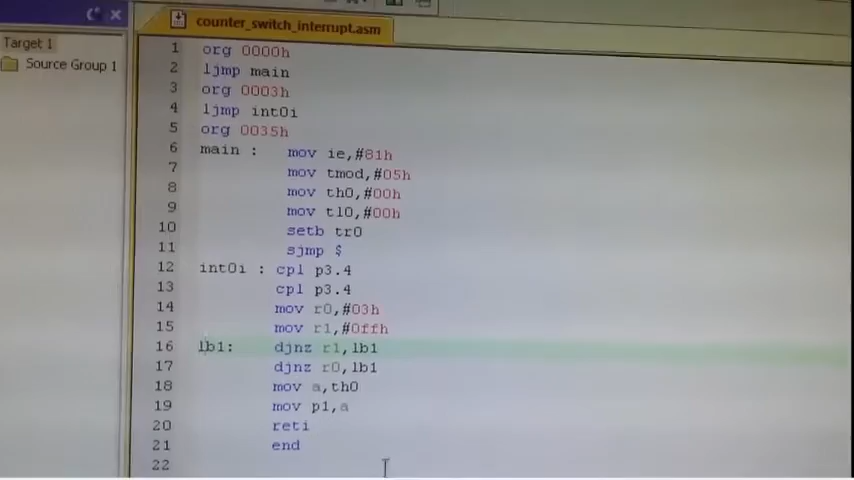 counter_switch_interrupt.asm
Target 1
Source Group 1
1 org 0000h
2 ljmp main
3 org 0003h
4 ljmp int0i
5 org 0035h
6 main : mov ie,#81h
7 mov tmod,#05h
8 mov th0,#00h
9 mov tl0,#00h
10 setb tr0
11 sjmp $
12 int0i : cpl p3.4
13 cpl p3.4
14 mov r0,#03h
15 mov r1,#0ffh
16 lb1: djnz r1,lb1
17 djnz r0,lb1
18 mov a,th0
19 mov p1,a
20 reti
21 end
22